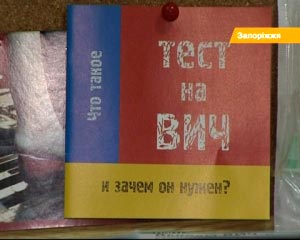 Запоріжжя
Что такое
тест
на
ВИЧ
и зачем он нужен?